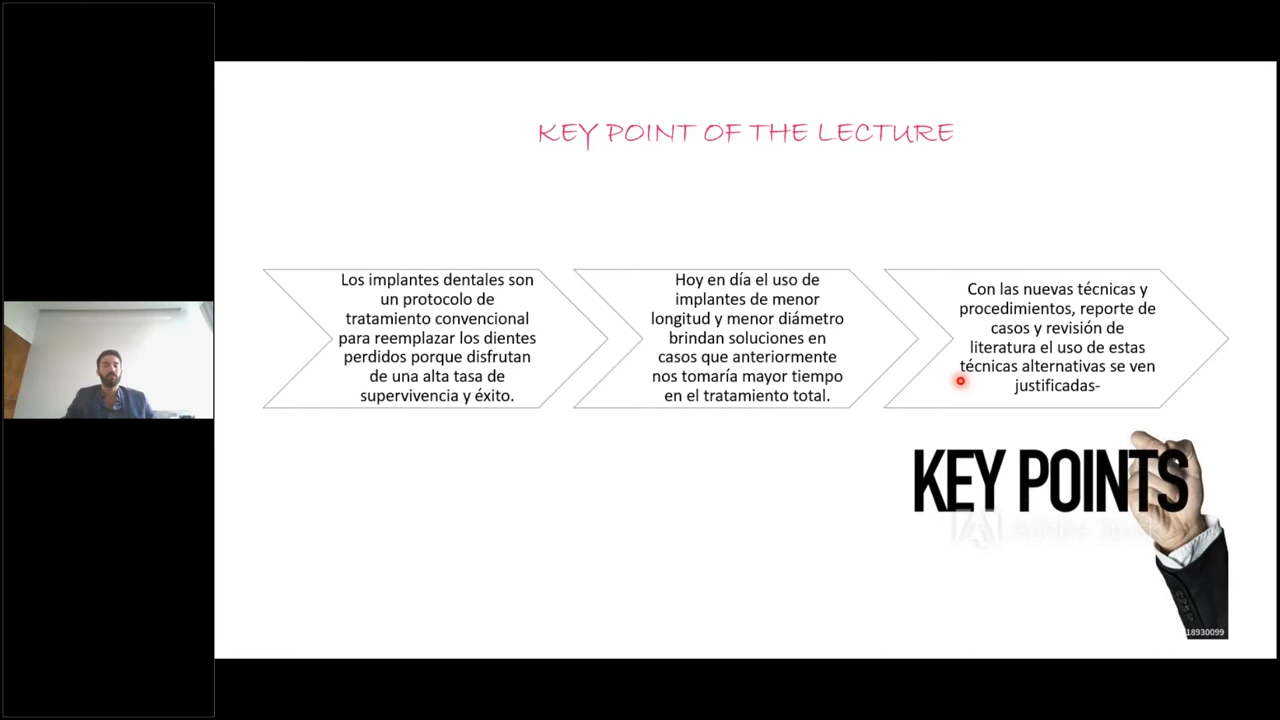 KEY POINT OF THE LECTURE
Los implantes dentales son
un protocolo de
tratamiento convencional
para reemplazar los dientes
perdidos porque disfrutan
de una alta tasa de
supervivencia y éxito.
Hoy en día el uso de
implantes de menor
longitud y menor diámetro
brindan soluciones en
casos que anteriormente
nos tomaría mayor tiempo
en el tratamiento total.
Con las nuevas técnicas y
procedimientos, reporte de
casos y revisión de
literatura el uso de estas
técnicas alternativas se ven
justificadas-
KEY POINTS
18930099